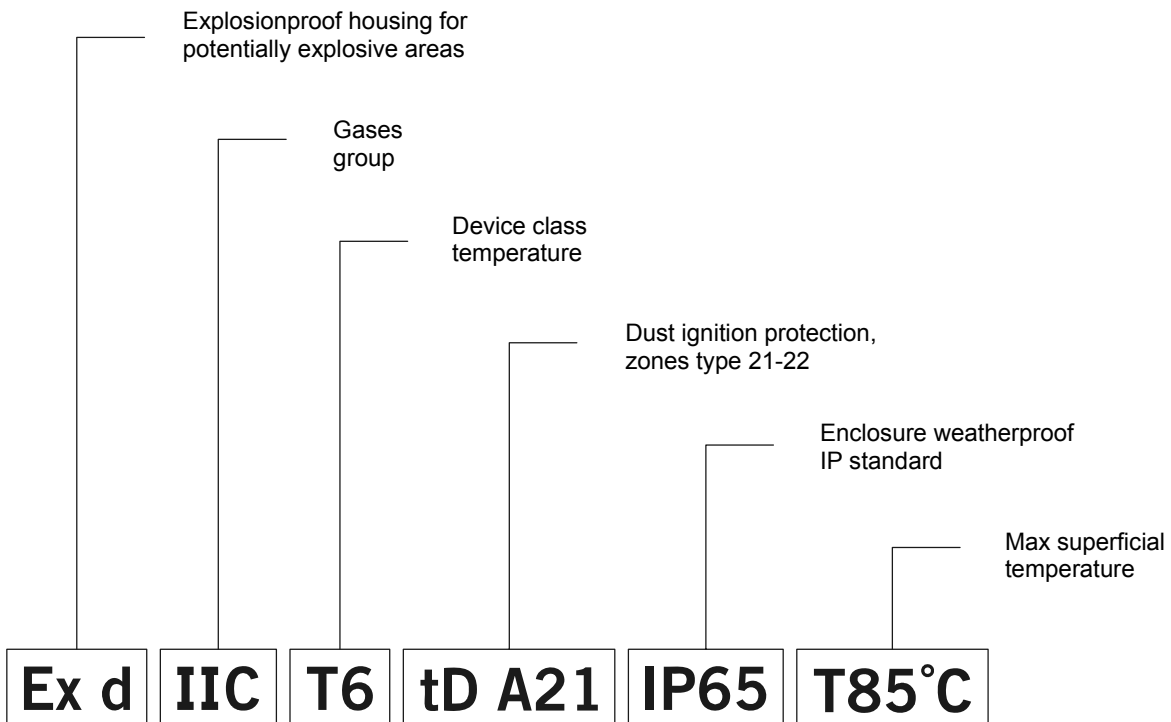 Explosionproof housing for
potentially explosive areas
Gases
group
Device class
temperature
Dust ignition protection,
zones type 21-22
Enclosure weatherproof
IP standard
Max superficial
temperature
Ex d IIC T6 tD A21 IP65 T85°C